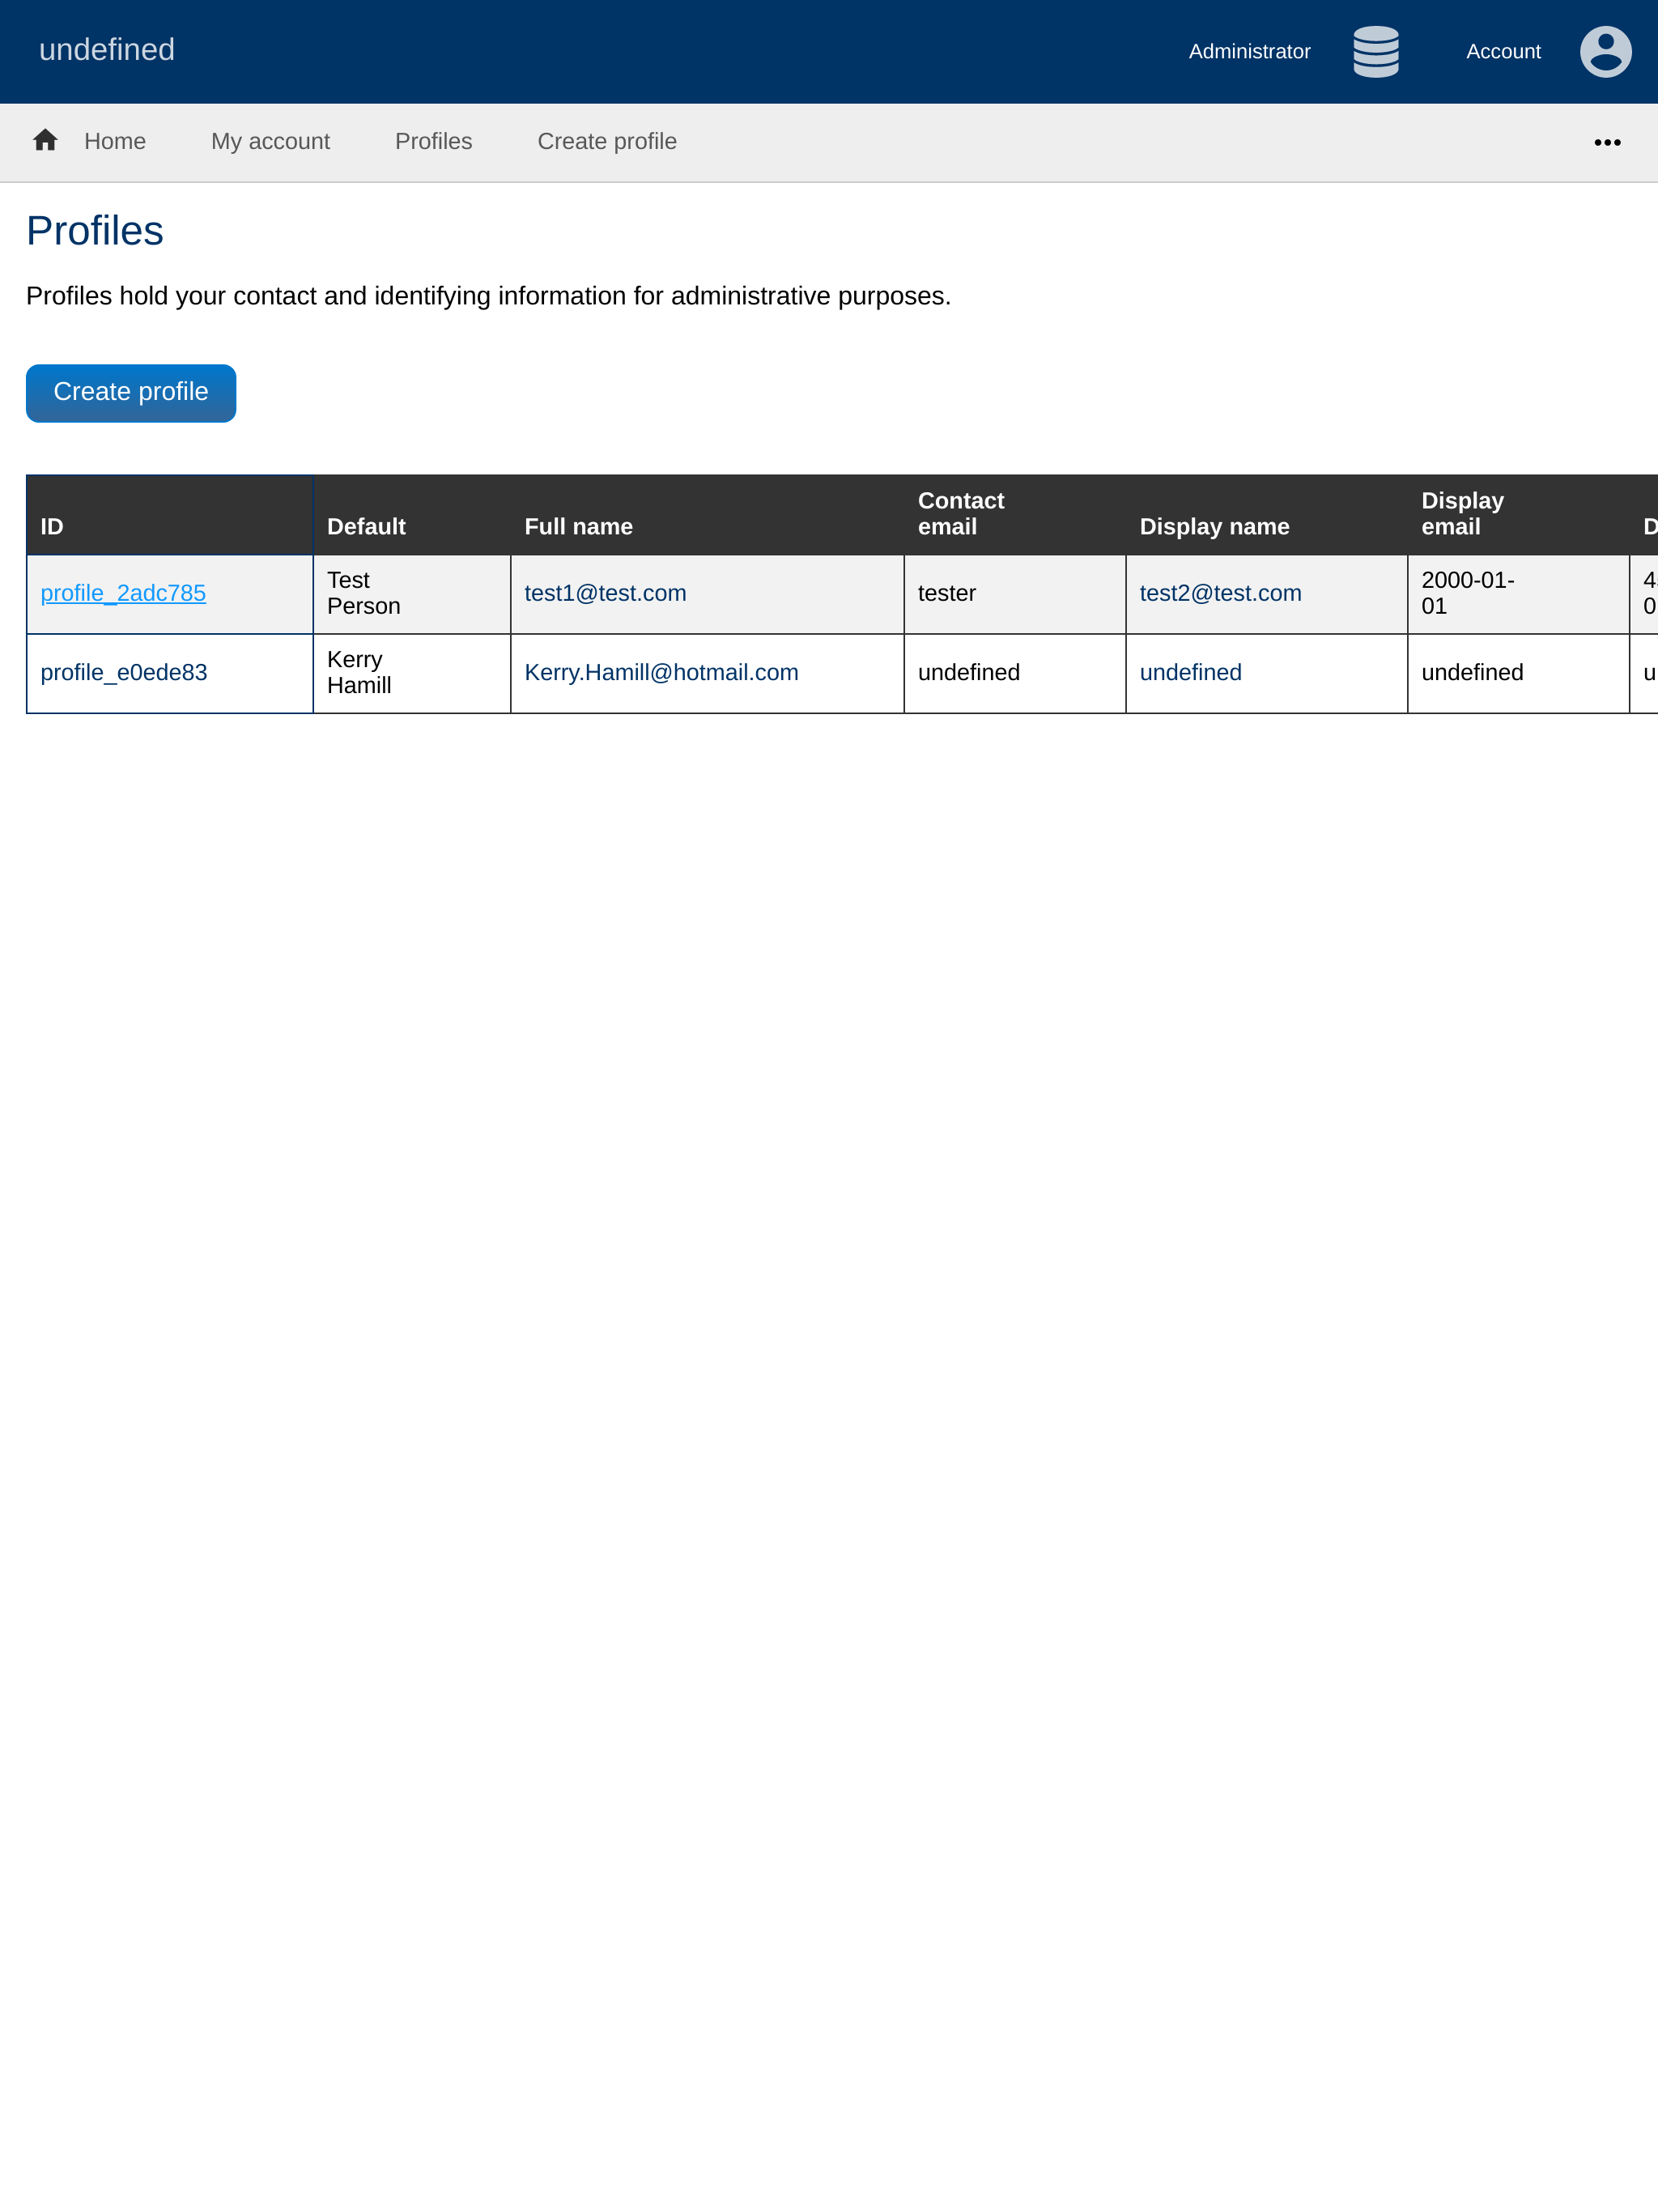 undefined
Administrator
Account
Home
My account
Profiles
Create profile
•••
Profiles
Profiles hold your contact and identifying information for administrative purposes.
Create profile
ID
Default
Full name
Contact
email
Display name
Display
email
D
profile_2adc785
Test
Person
test1@test.com
tester
test2@test.com
2000-01-
01
0
profile_e0ede83
Kerry
Hamill
Kerry.Hamill@hotmail.com
undefined
undefined
undefined
u